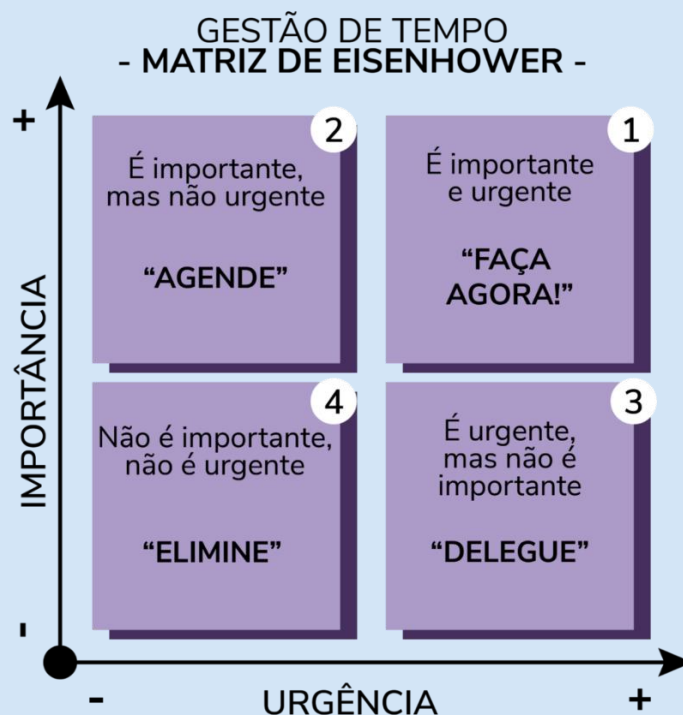 GESTÃO DE TEMPO
- MATRIZ DE EISENHOWER -
+
2
É importante,
mas não urgente
“AGENDE”
1
É importante
e urgente
“FAÇA
AGORA!”
IMPORTÂNCIA
4
Não é importante,
não é urgente
“ELIMINE”
3
É urgente,
mas não é
importante
“DELEGUE”
-
-
URGÊNCIA
+